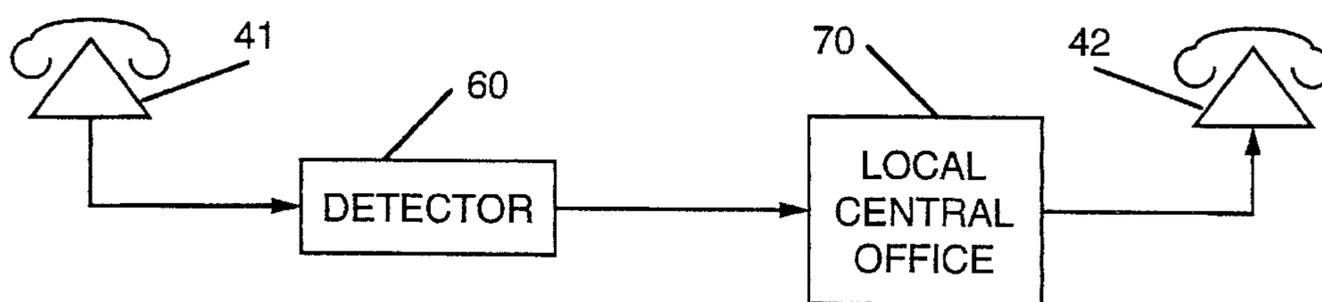 41
60
DETECTOR
70
LOCAL
CENTRAL
OFFICE
42